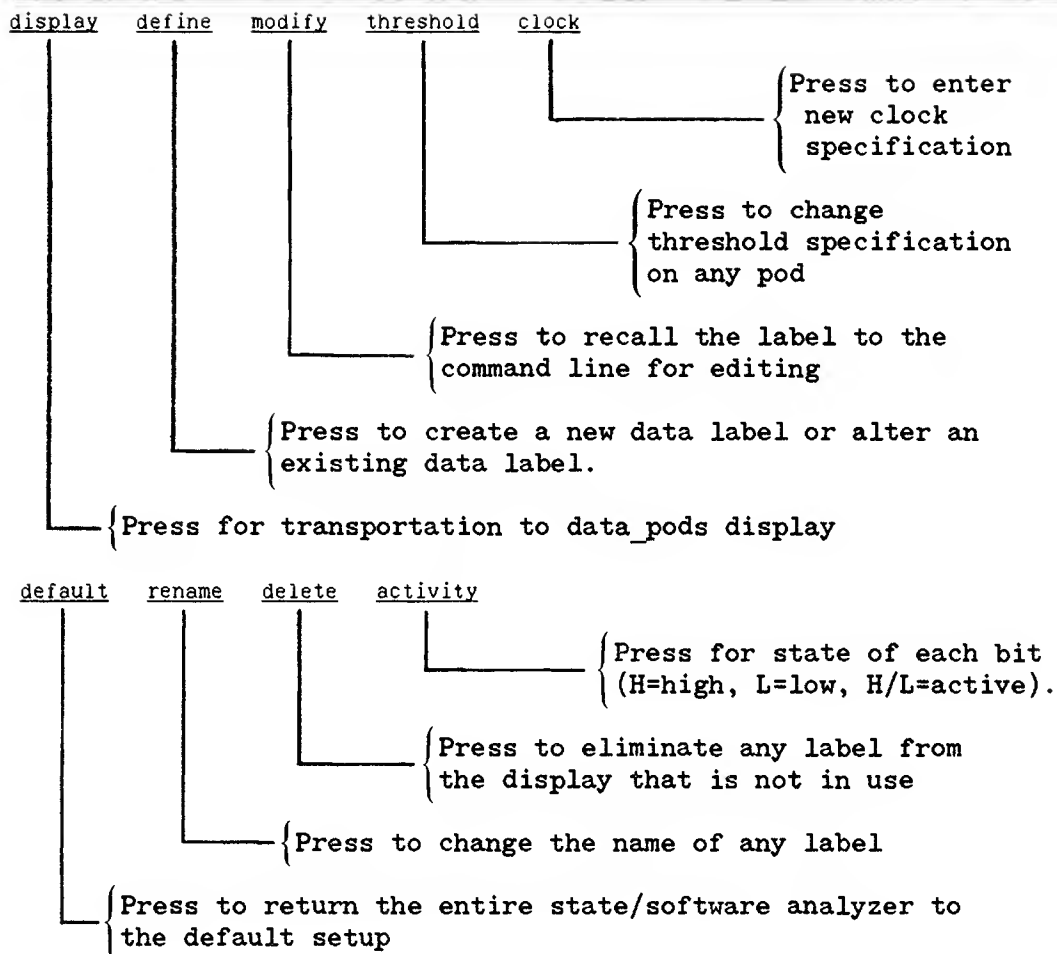 display define modify threshold clock
Press to enter
new clock
specification
Press to change
threshold specification
on any pod
Press to recall the label to the
command line for editing
Press to create a new data label or alter an
existing data label.
Press for transportation to data_pods display
default rename delete activity
Press for state of each bit
(H=high, L=low, H/L=active).
Press to eliminate any label from
the display that is not in use
Press to change the name of any label
Press to return the entire state/software analyzer to
the default setup